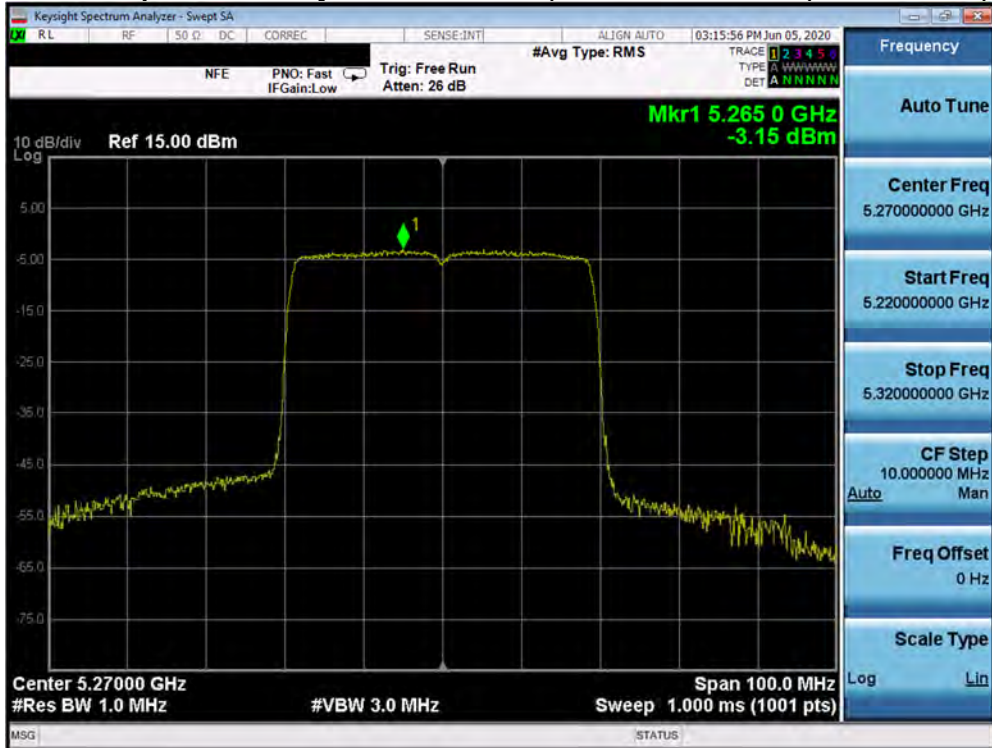 Keysight Spectrum Analyzer - Swept SA
LXI RL RF 50 Ω DC CORREC SENSE:INT ALIGN AUTO 03:15:56 PM Jun 05, 2020
NFE PNO: Fast Trig: Free Run #Avg Type: RMS TRACE 1 2 3 4 5 6
IFGain:Low Atten: 26 dB TYPE A WWWWW
DET A N N N N N
Mkr1 5.265 0 GHz
-3.15 dBm
10 dB/div Ref 15.00 dBm
Log
1
5.00
-5.00
-15.0
-25.0
-35.0
-45.0
-55.0
-65.0
-75.0
Center 5.27000 GHz Span 100.0 MHz
#Res BW 1.0 MHz #VBW 3.0 MHz Sweep 1.000 ms (1001 pts)
MSG STATUS
Frequency
Auto Tune
Center Freq
5.270000000 GHz
Start Freq
5.220000000 GHz
Stop Freq
5.320000000 GHz
CF Step
10.000000 MHz
Auto Man
Freq Offset
0 Hz
Scale Type
Log Lin